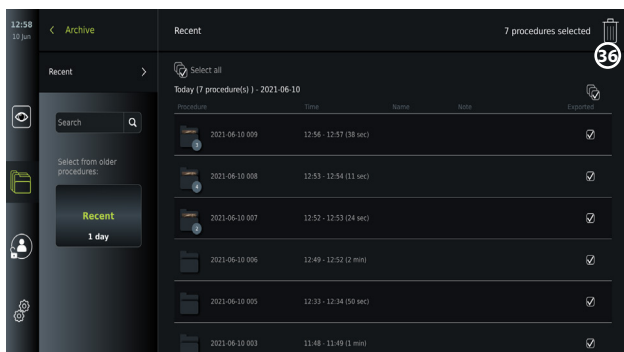 12:58
10 Jun
Archive
Recent
7 procedures selected
36
Recent
Select all
Today (7 procedure(s) ) - 2021-06-10
Procedure Time Name Note Exported
Search
Select from older
procedures:
Recent
1 day
3
2021-06-10 009 12:56 - 12:57 (38 sec)
4
2021-06-10 008 12:53 - 12:54 (11 sec)
2
2021-06-10 007 12:52 - 12:53 (24 sec)
2021-06-10 006 12:49 - 12:52 (2 min)
2021-06-10 005 12:33 - 12:34 (50 sec)
2021-06-10 003 11:48 - 11:49 (1 min)